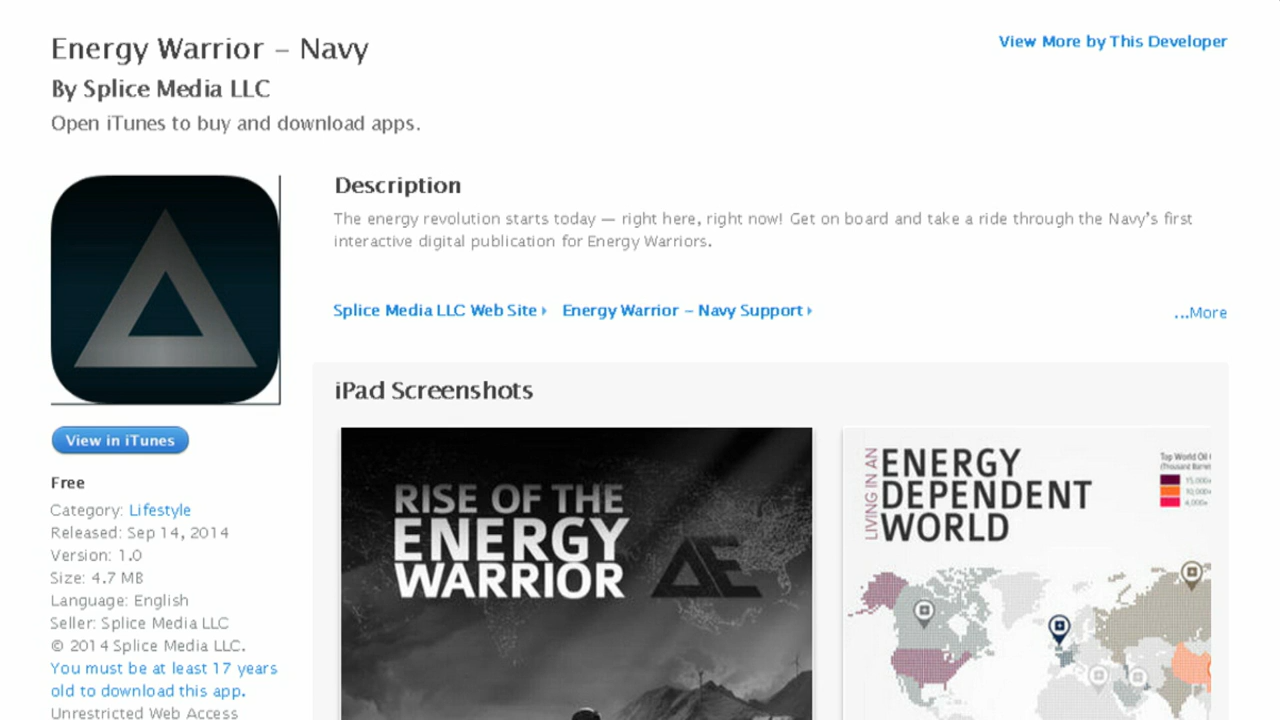 Energy Warrior – Navy
View More by This Developer
By Splice Media LLC
Open iTunes to buy and download apps.
Description
The energy revolution starts today — right here, right now! Get on board and take a ride through the Navy's first
interactive digital publication for Energy Warriors.
Splice Media LLC Web Site
Energy Warrior – Navy Support
...More
View in iTunes
Free
Category: Lifestyle
Released: Sep 14, 2014
Version: 1.0
Size: 4.7 MB
Language: English
Seller: Splice Media LLC
© 2014 Splice Media LLC.
You must be at least 17 years
old to download this app.
Unrestricted Web Access
iPad Screenshots
RISE OF THE
ENERGY
WARRIOR
LIVING IN AN
ENERGY
DEPENDENT
WORLD
Top World Oil
15,000+
10,000+